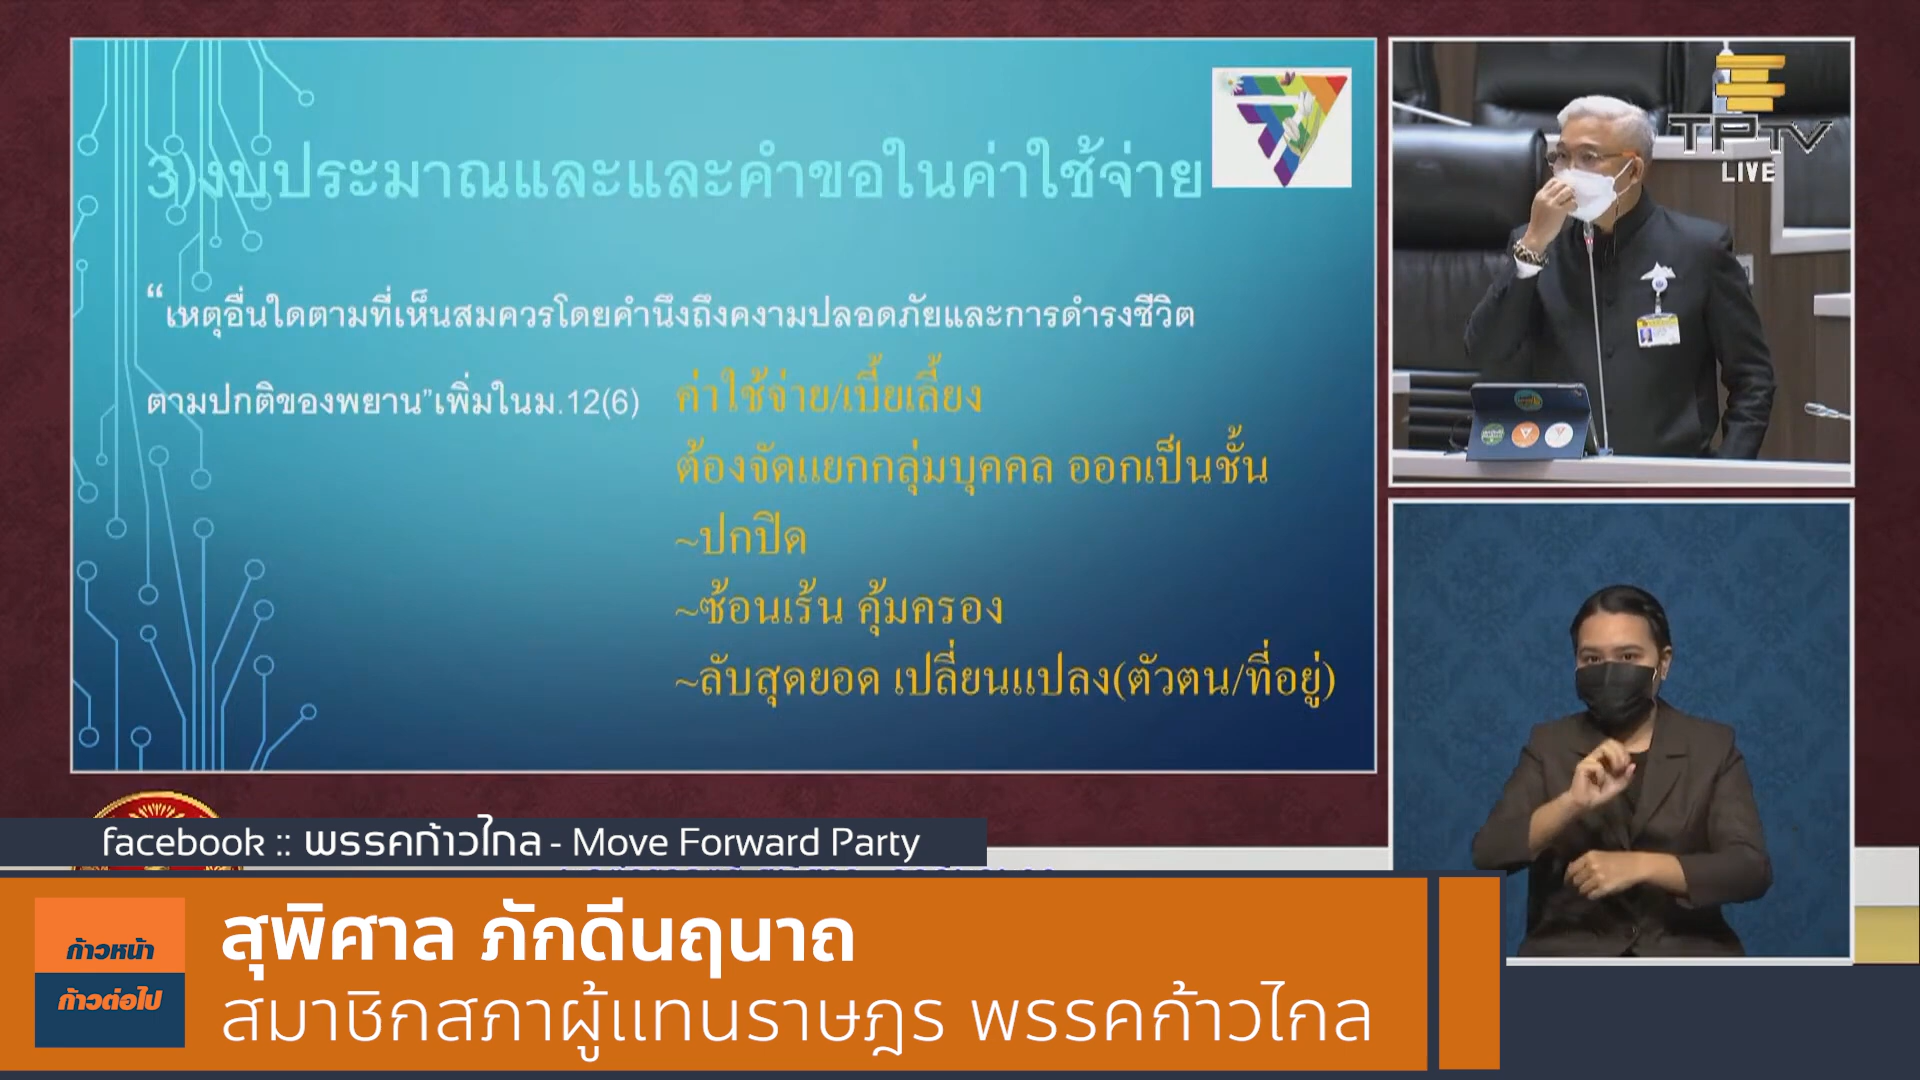 3)งบประมาณและและคำขอในค่าใช้จ่าย
“เหตุอื่นใดตามที่เห็นสมควรโดยคำนึงถึงคงามปลอดภัยและการดำรงชีวิต
ตามปกติของพยาน”เพิ่มในม.12(6)
ค่าใช้จ่าย/เบี้ยเลี้ยง
ต้องจัดแยกกลุ่มบุคคล ออกเป็นชั้น
~ปกปิด
~ซ้อนเร้น คุ้มครอง
~ลับสุดยอด เปลี่ยนแปลง(ตัวตน/ที่อยู่)
TPTV
LIVE
facebook :: พรรคก้าวไกล - Move Forward Party
ก้าวหน้า
ก้าวต่อไป
สุพิศาล ภักดีนฤนาถ
สมาชิกสภาผู้แทนราษฎร พรรคก้าวไกล